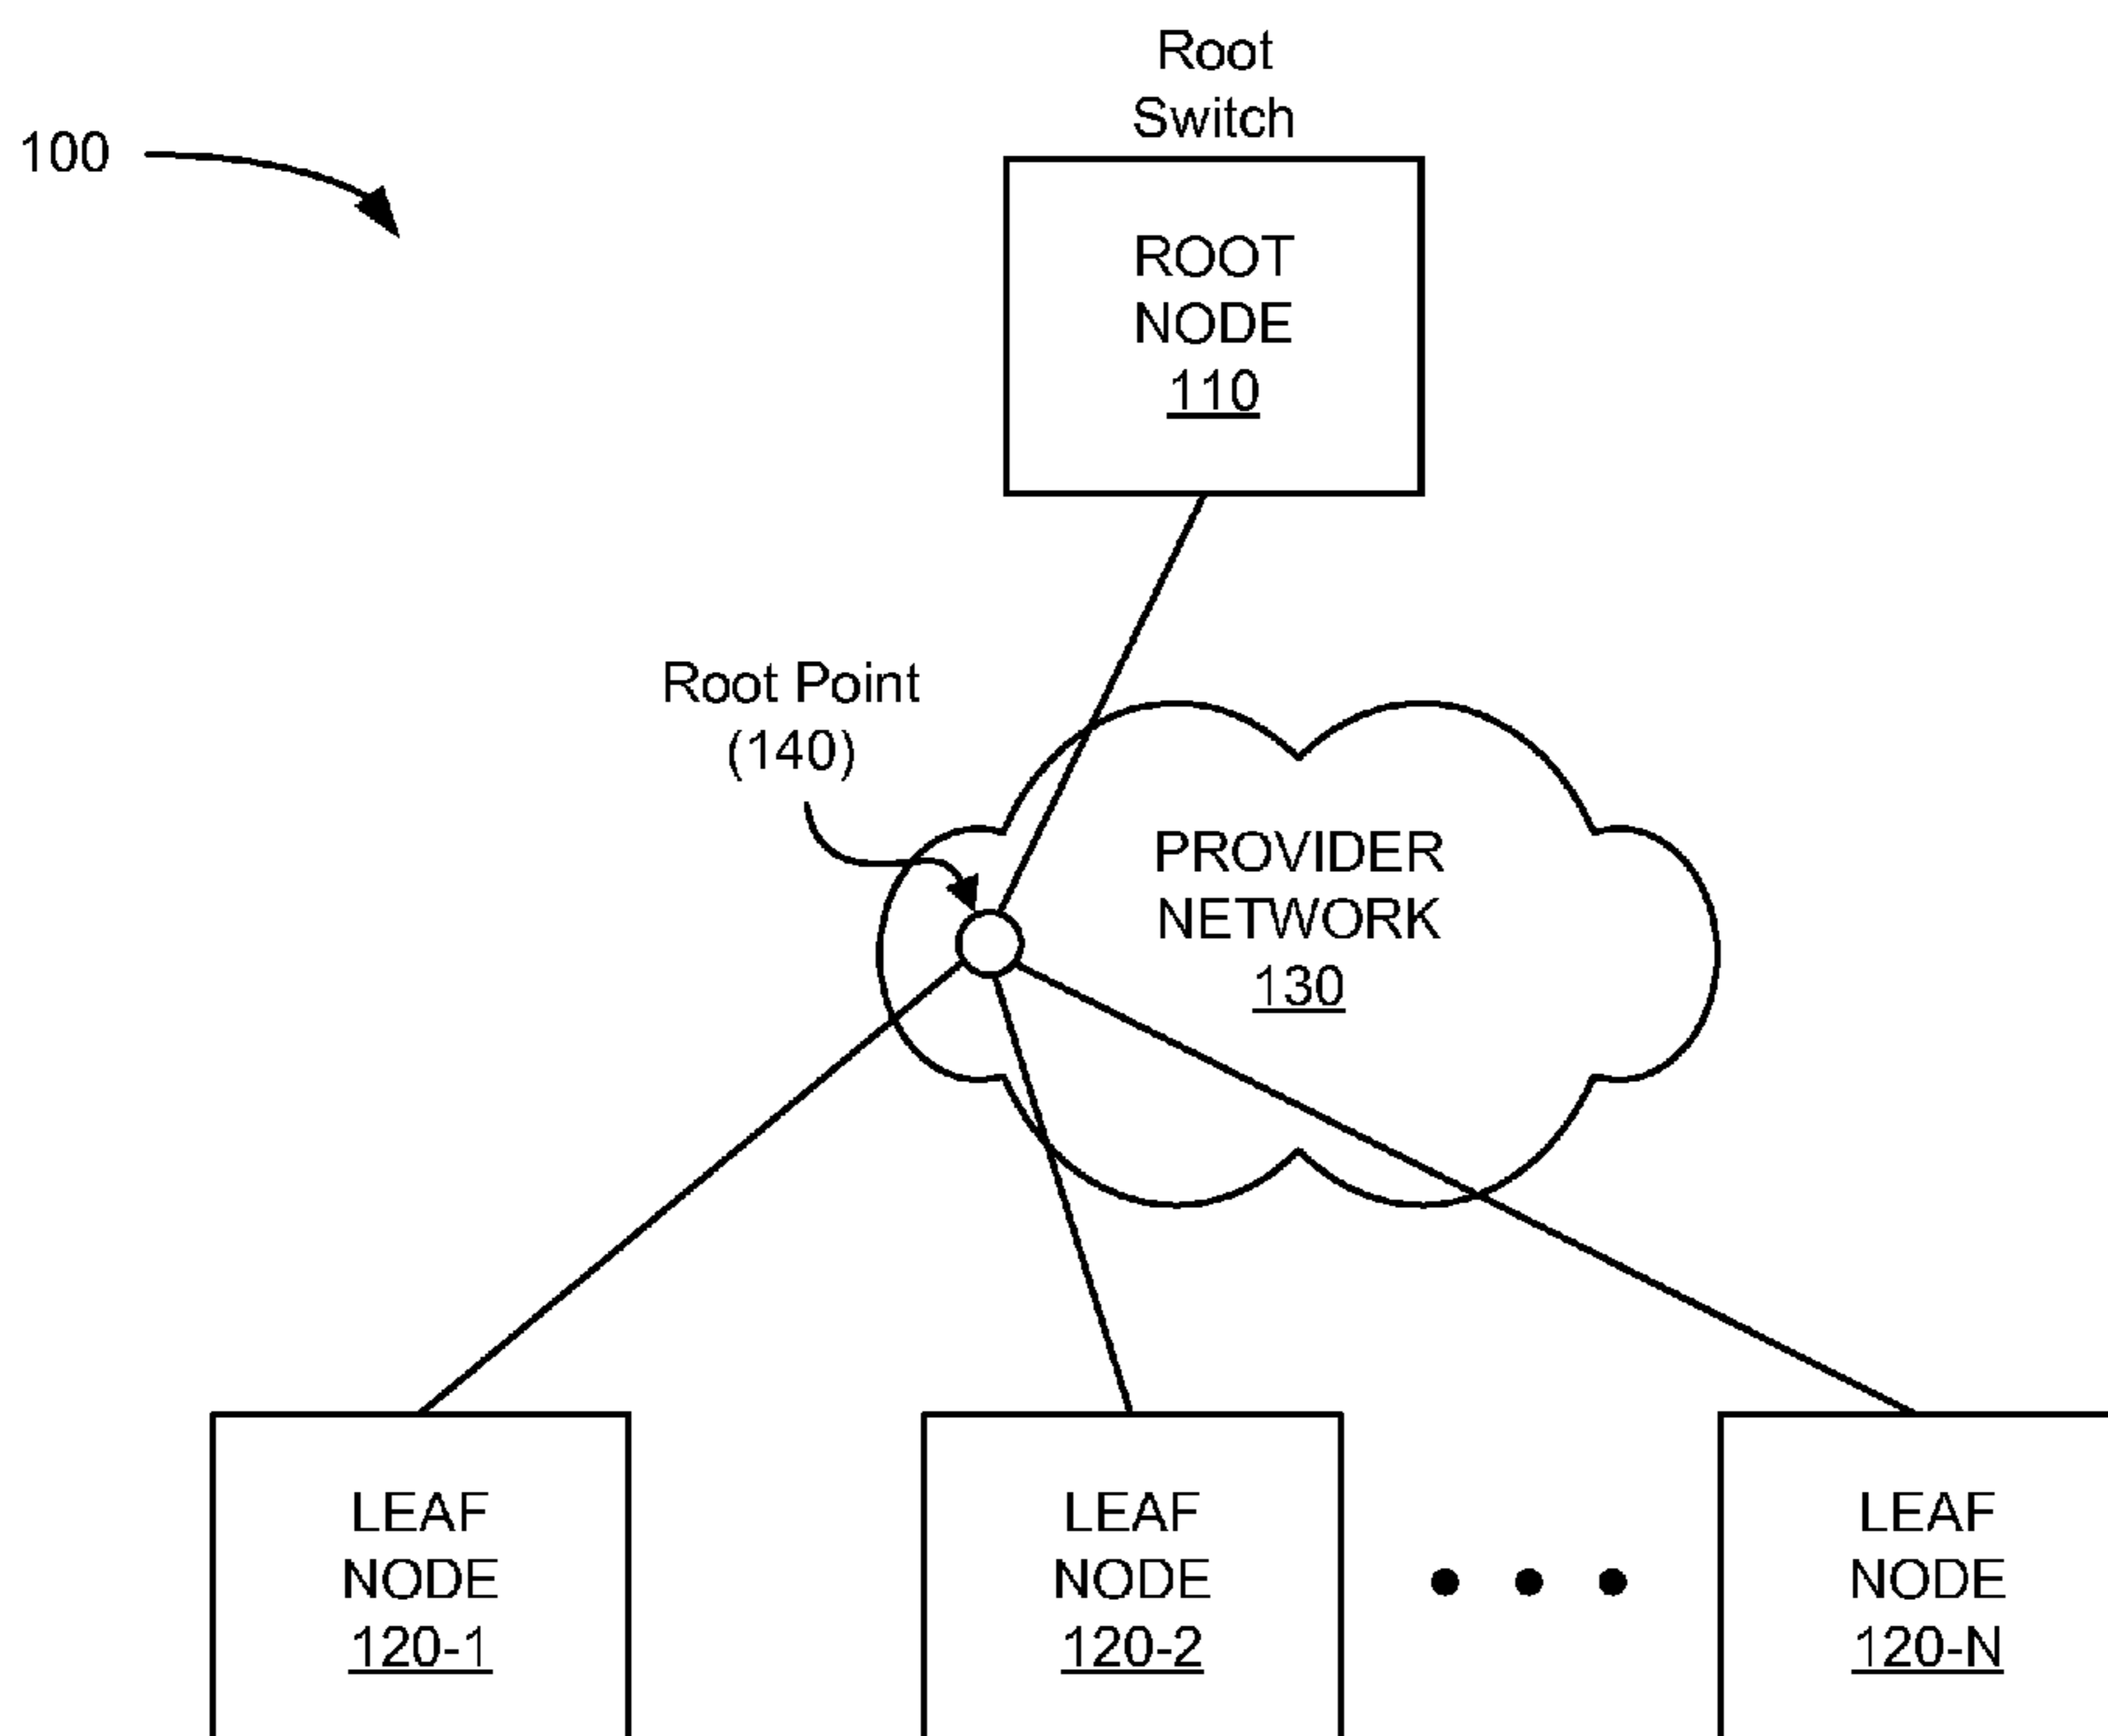 Root
Switch
100
ROOT
NODE
110
Root Point
(140)
PROVIDER
NETWORK
130
LEAF
NODE
120-1
LEAF
NODE
120-2
LEAF
NODE
120-N